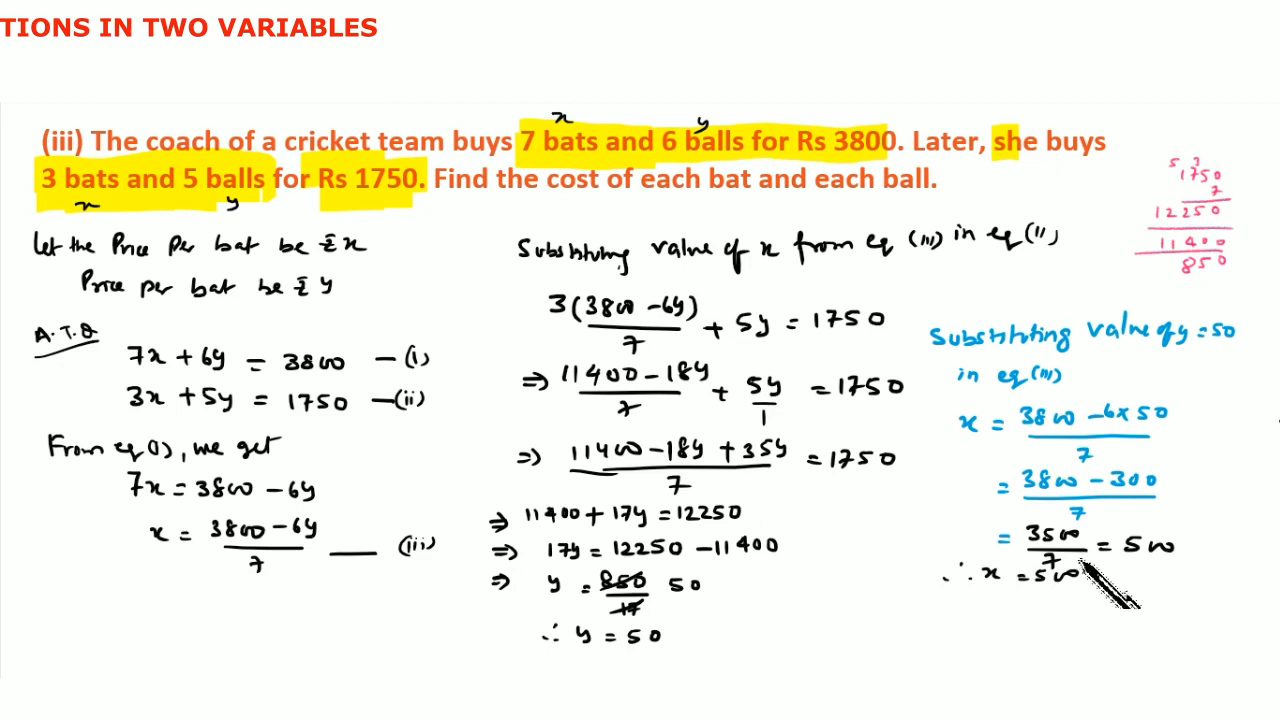 TIONS IN TWO VARIABLES
x y
(iii) The coach of a cricket team buys 7 bats and 6 balls for Rs 3800. Later, she buys
3 bats and 5 balls for Rs 1750. Find the cost of each bat and each ball.
x y
Let the Price Per bat be ₹ x
Price per bat be ₹ y
A.T.Q
7x + 6y = 3800 — (i)
3x + 5y = 1750 — (ii)
From eq (i), we get
7x = 3800 - 6y
x = (3800 - 6y)/7 — (iii)
Substituting value of x from eq (iii) in eq (ii)
3(3800 - 6y)/7 + 5y = 1750
⇒ (11400 - 18y)/7 + 5y/1 = 1750
⇒ (11400 - 18y + 35y)/7 = 1750
⇒ 11400 + 17y = 12250
⇒ 17y = 12250 - 11400
⇒ y = 850/17 50
∴ y = 50
5 3
1750
7
12250
11400
850
Substituting value of y = 50
in eq (iii)
x = (3800 - 6 x 50)/7
= (3800 - 300)/7
= 3500/7 = 500
∴ x = 500